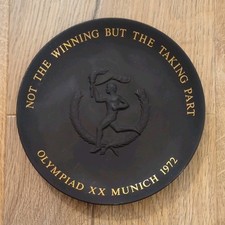 NOT THE WINNING BUT THE TAKING PART
OLYMPIAD XX MUNICH 1972